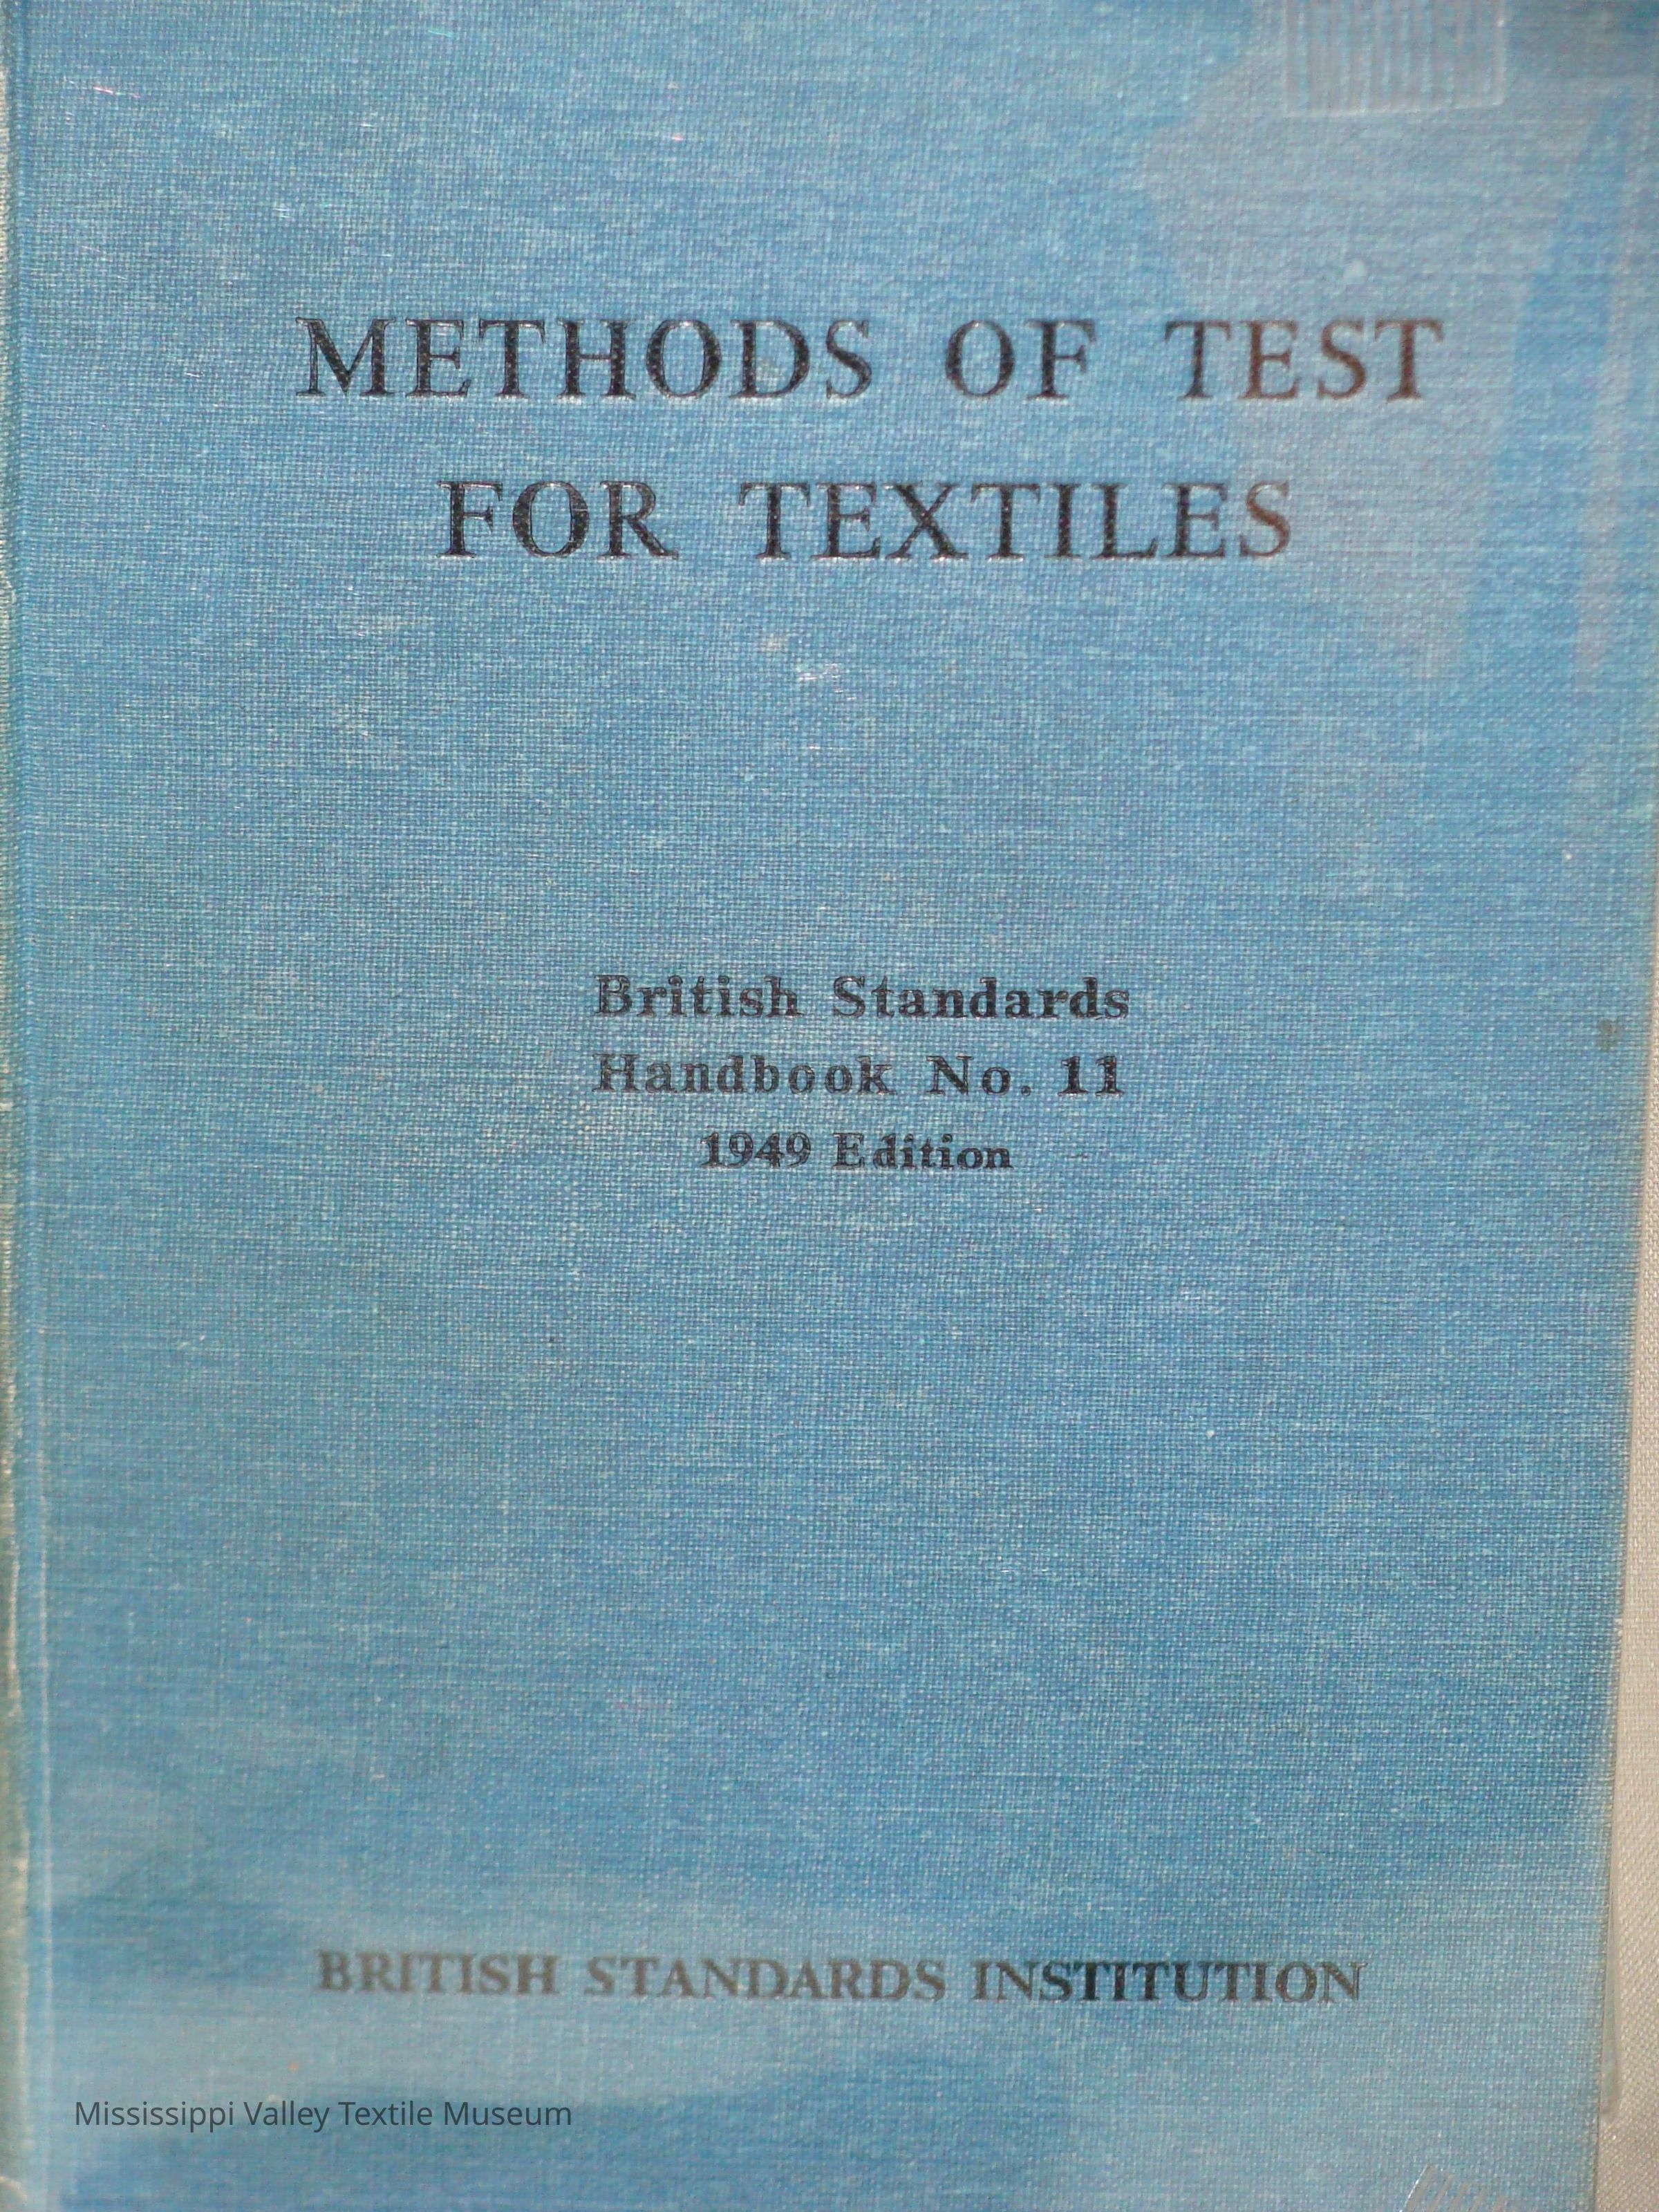 METHODS OF TEST
FOR TEXTILES
British Standards
Handbook No. 11
1949 Edition
BRITISH STANDARDS INSTITUTION
Mississippi Valley Textile Museum